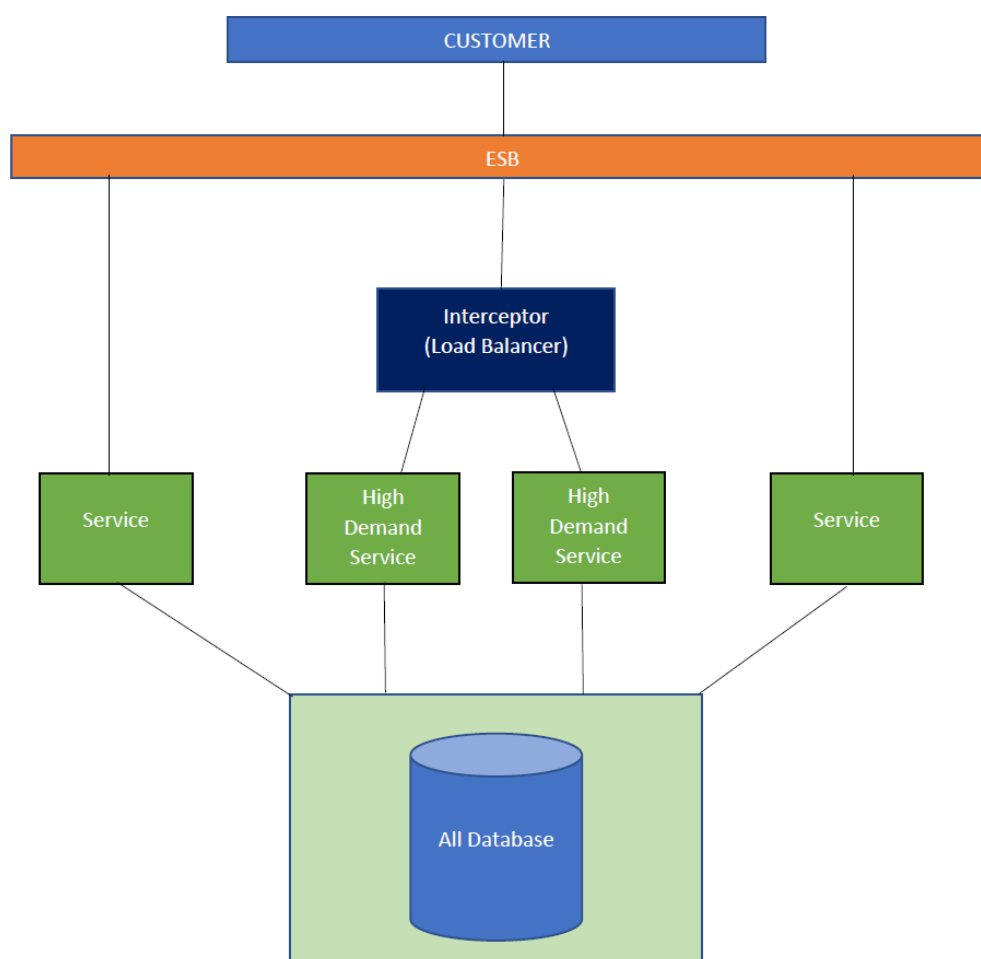 CUSTOMER
ESB
Interceptor
(Load Balancer)
Service
High
Demand
Service
High
Demand
Service
Service
All Database